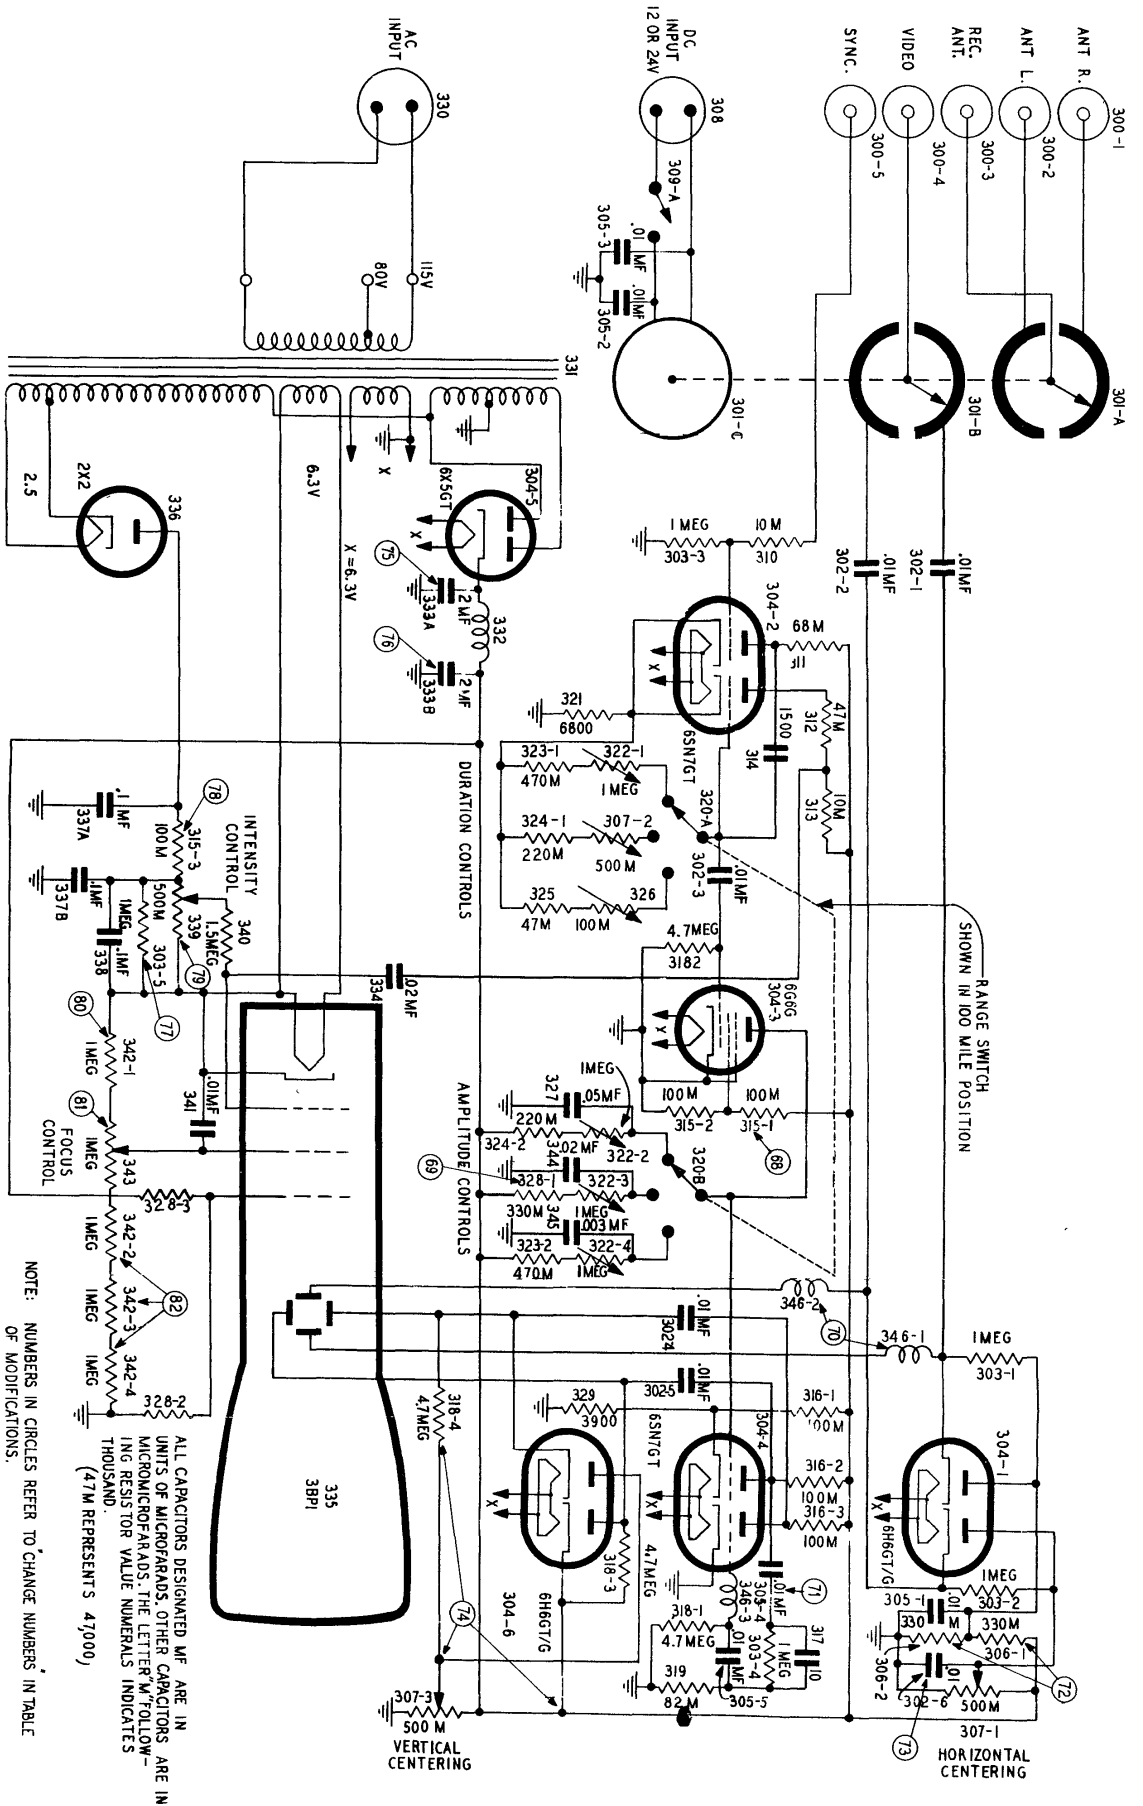 ANT R.
300-1
ANT L.
300-2
REC.
ANT.
300-3
VIDEO
300-4
SYNC.
300-5
DC
INPUT
12 OR 24V
308
309-A
.01
MF
305-3
.01MF
305-2
AC
INPUT
330
115V
80V
331
301-A
301-B
301-C
.01MF
302-1
.01MF
302-2
1 MEG
303-3
10 M
310
304-2
68 M
311
47M
312
10M
313
1500
314
6SN7GT
321
6800
323-1
470M
322-1
1 MEG
324-1
220M
307-2
500M
325
47M
326
100M
320-A
.01MF
302-3
DURATION CONTROLS
RANGE SWITCH
SHOWN IN 100 MILE POSITION
4.7MEG
3182
6G6G
304-3
X
100M
315-2
100M
315-1
68
1MEG
.05MF
327
220M
324-2
322-2
.02MF
344
328-1
330M
322-3
1MEG
345
.003MF
323-2
470M
322-4
1MEG
69
320-B
AMPLITUDE CONTROLS
304-5
6X5GT
X
75
2 MF
333A
332
76
2 MF
333B
6.3V
X = 6.3V
X
2X2
336
2.5
.1 MF
337A
78
315-3
100M
.1MF
337B
INTENSITY
CONTROL
500M
339
340
1.5MEG
1MEG
303-5
.1MF
338
79
77
.02MF
334
80
342-1
1MEG
.01MF
341
81
1MEG
343
FOCUS
CONTROL
328-3
342-2
1MEG
342-3
1MEG
342-4
1MEG
82
328-2
335
3BP1
346-2
70
346-1
1MEG
303-1
.01MF
3024
.01MF
302-5
318-4
4.7MEG
329
3900
316-1
100M
6SN7GT
304-4
X
316-2
100M
316-3
100M
304-1
6H6GT/G
X
X
318-3
4.7MEG
304-6
6H6GT/G
74
71
.01MF
305-4
346-3
318-1
4.7MEG
.01
MF
305-5
1 MEG
303-4
317
10
319
82M
1MEG
303-2
305-1
.01
330 M
306-2
330M
306-1
.01
302-6
500M
307-1
72
73
HORIZONTAL
CENTERING
307-3
500 M
VERTICAL
CENTERING
ALL CAPACITORS DESIGNATED MF ARE IN
UNITS OF MICROFARADS. OTHER CAPACITORS ARE IN
MICROMICROFARADS. THE LETTER "M" FOLLOW-
ING RESISTOR VALUE NUMERALS INDICATES
THOUSAND.
(47M REPRESENTS 47,000)
NOTE: NUMBERS IN CIRCLES REFER TO "CHANGE NUMBERS" IN TABLE
OF MODIFICATIONS.